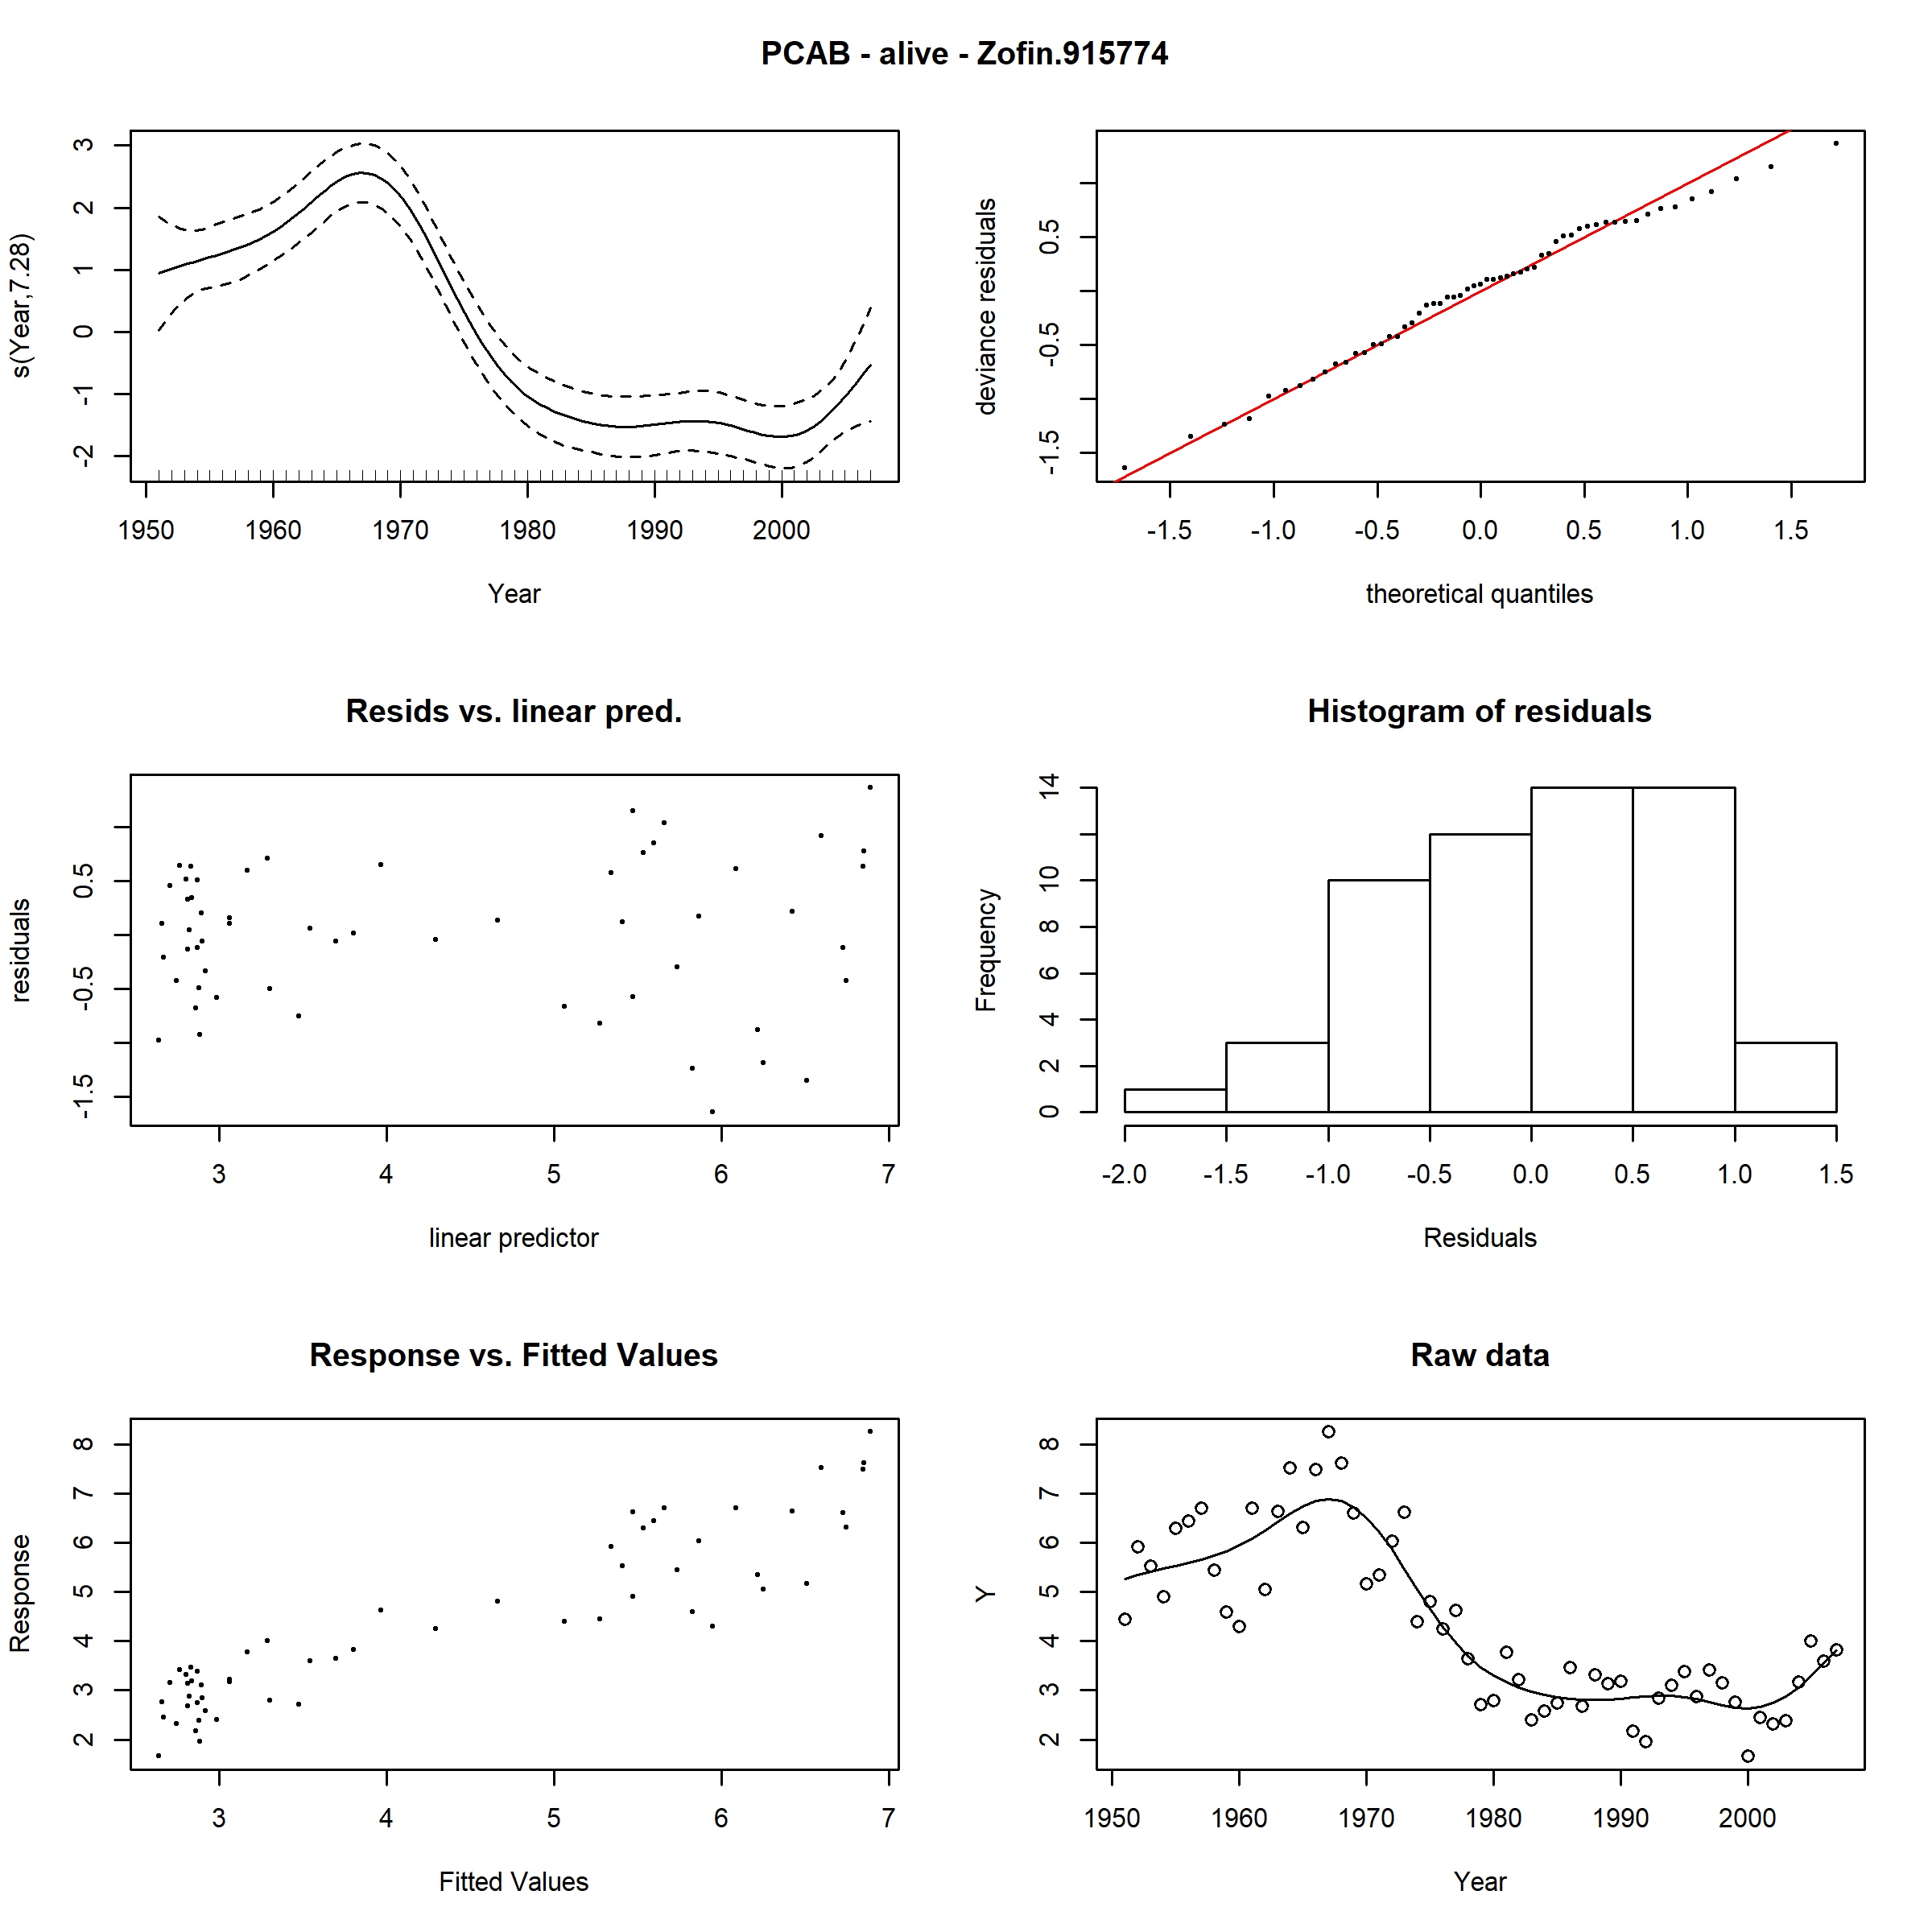 PCAB - alive - Zofin.915774
s(Year,7.28)
3
2
1
0
-1
-2
1950 1960 1970 1980 1990 2000
Year
deviance residuals
0.5
-0.5
-1.5
-1.5 -1.0 -0.5 0.0 0.5 1.0 1.5
theoretical quantiles
Resids vs. linear pred.
residuals
0.5
-0.5
-1.5
3 4 5 6 7
linear predictor
Histogram of residuals
Frequency
14
10
8
6
4
2
0
-2.0 -1.5 -1.0 -0.5 0.0 0.5 1.0 1.5
Residuals
Response vs. Fitted Values
Response
8
7
6
5
4
3
2
3 4 5 6 7
Fitted Values
Raw data
Y
8
7
6
5
4
3
2
1950 1960 1970 1980 1990 2000
Year